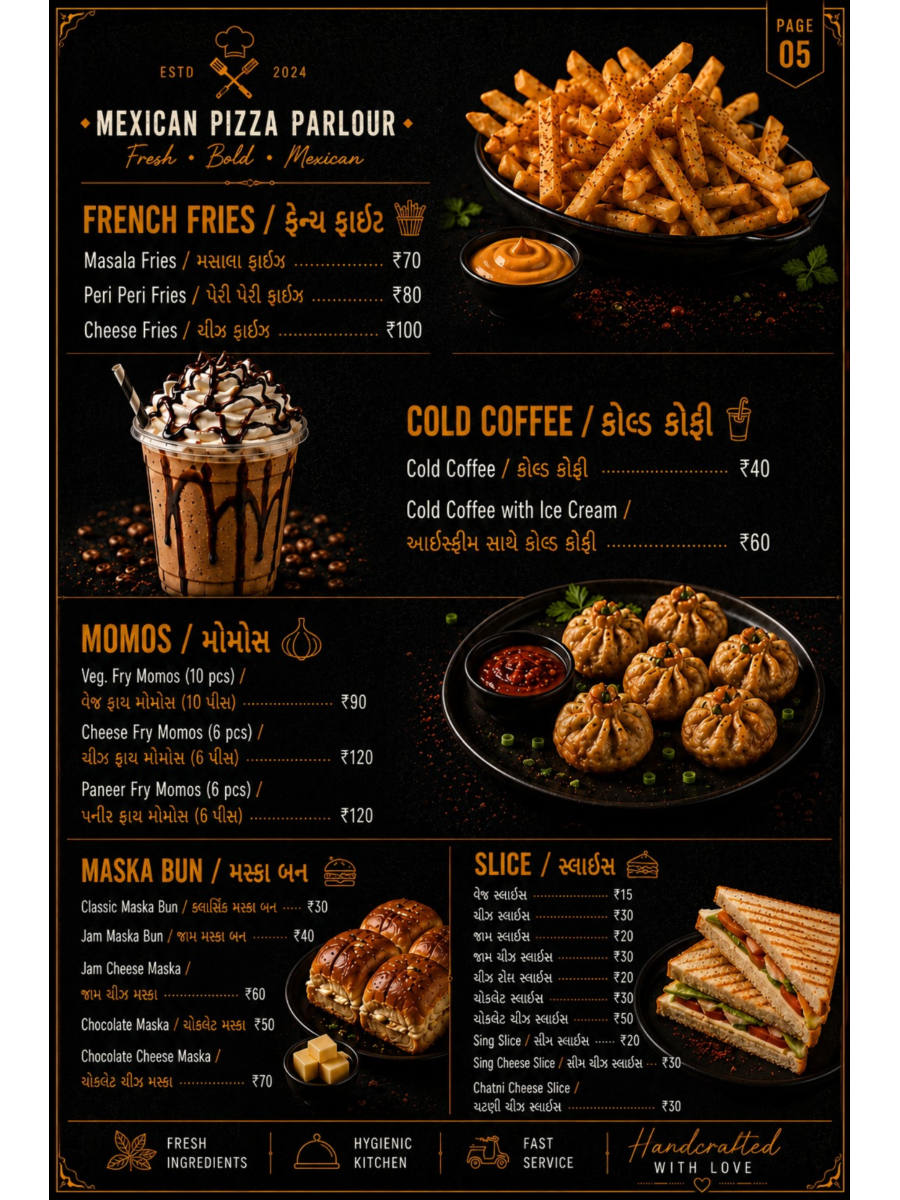 PAGE
05
ESTD 2024
MEXICAN PIZZA PARLOUR
Fresh • Bold • Mexican
FRENCH FRIES / ફેન્ચ ફાઈટ
Masala Fries / મસાલા ફાઈઝ ₹70
Peri Peri Fries / પેરી પેરી ફાઈઝ ₹80
Cheese Fries / ચીઝ ફાઈઝ ₹100
COLD COFFEE / કોલ્ડ કોફી
Cold Coffee / કોલ્ડ કોફી ₹40
Cold Coffee with Ice Cream /
આઈસ્ફીમ સાથે કોલ્ડ કોફી ₹60
MOMOS / મોમોસ
Veg. Fry Momos (10 pcs) /
વેજ ફાય મોમોસ (10 પીસ) ₹90
Cheese Fry Momos (6 pcs) /
ચીઝ ફાય મોમોસ (6 પીસ) ₹120
Paneer Fry Momos (6 pcs) /
પનીર ફાય મોમોસ (6 પીસ) ₹120
MASKA BUN / મસ્કા બન
Classic Maska Bun / ક્લાર્સિક મસ્કા બન ₹30
Jam Maska Bun / જામ મસ્કા બન ₹40
Jam Cheese Maska /
જામ ચીઝ મસ્કા ₹60
Chocolate Maska / ચોકલેટ મસ્કા ₹50
Chocolate Cheese Maska /
ચોકલેટ ચીઝ મસ્કા ₹70
SLICE / સ્લાઈસ
વેજ સ્લાઈસ ₹15
ચીઝ સ્લાઈસ ₹30
જામ સ્લાઈસ ₹20
જામ ચીઝ સ્લાઈસ ₹30
ચીઝ રોલ સ્લાઈસ ₹20
ચોકલેટ સ્લાઈસ ₹30
ચોકલેટ ચીઝ સ્લાઈસ ₹50
Sing Slice / સીમ સ્લાઈસ ₹20
Sing Cheese Slice / સીમ ચીઝ સ્લાઈસ ₹30
Chatni Cheese Slice /
ચટણી ચીઝ સ્લાઈસ ₹30
FRESH
INGREDIENTS
HYGIENIC
KITCHEN
FAST
SERVICE
Handcrafted
WITH LOVE